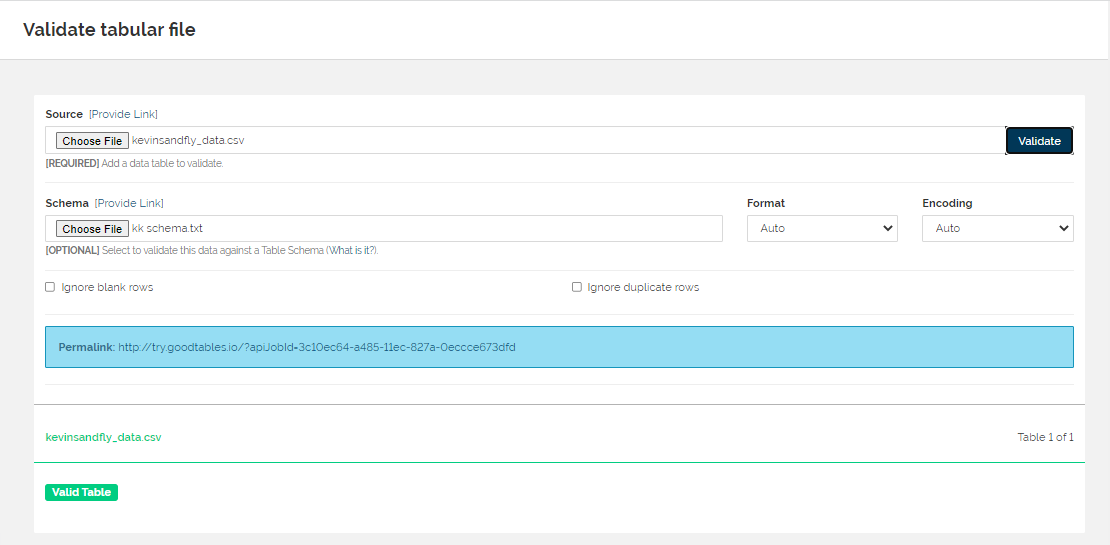 Validate tabular file
Source [Provide Link]
Choose File kevinsandfly_data.csv Validate
[REQUIRED] Add a data table to validate.
Schema [Provide Link] Format Encoding
Choose File kk schema.txt Auto Auto
[OPTIONAL] Select to validate this data against a Table Schema (What is it?).
Ignore blank rows Ignore duplicate rows
Permalink: http://try.goodtables.io/?apiJobId=3c10ec64-a485-11ec-827a-0eccce673dfd
kevinsandfly_data.csv Table 1 of 1
Valid Table